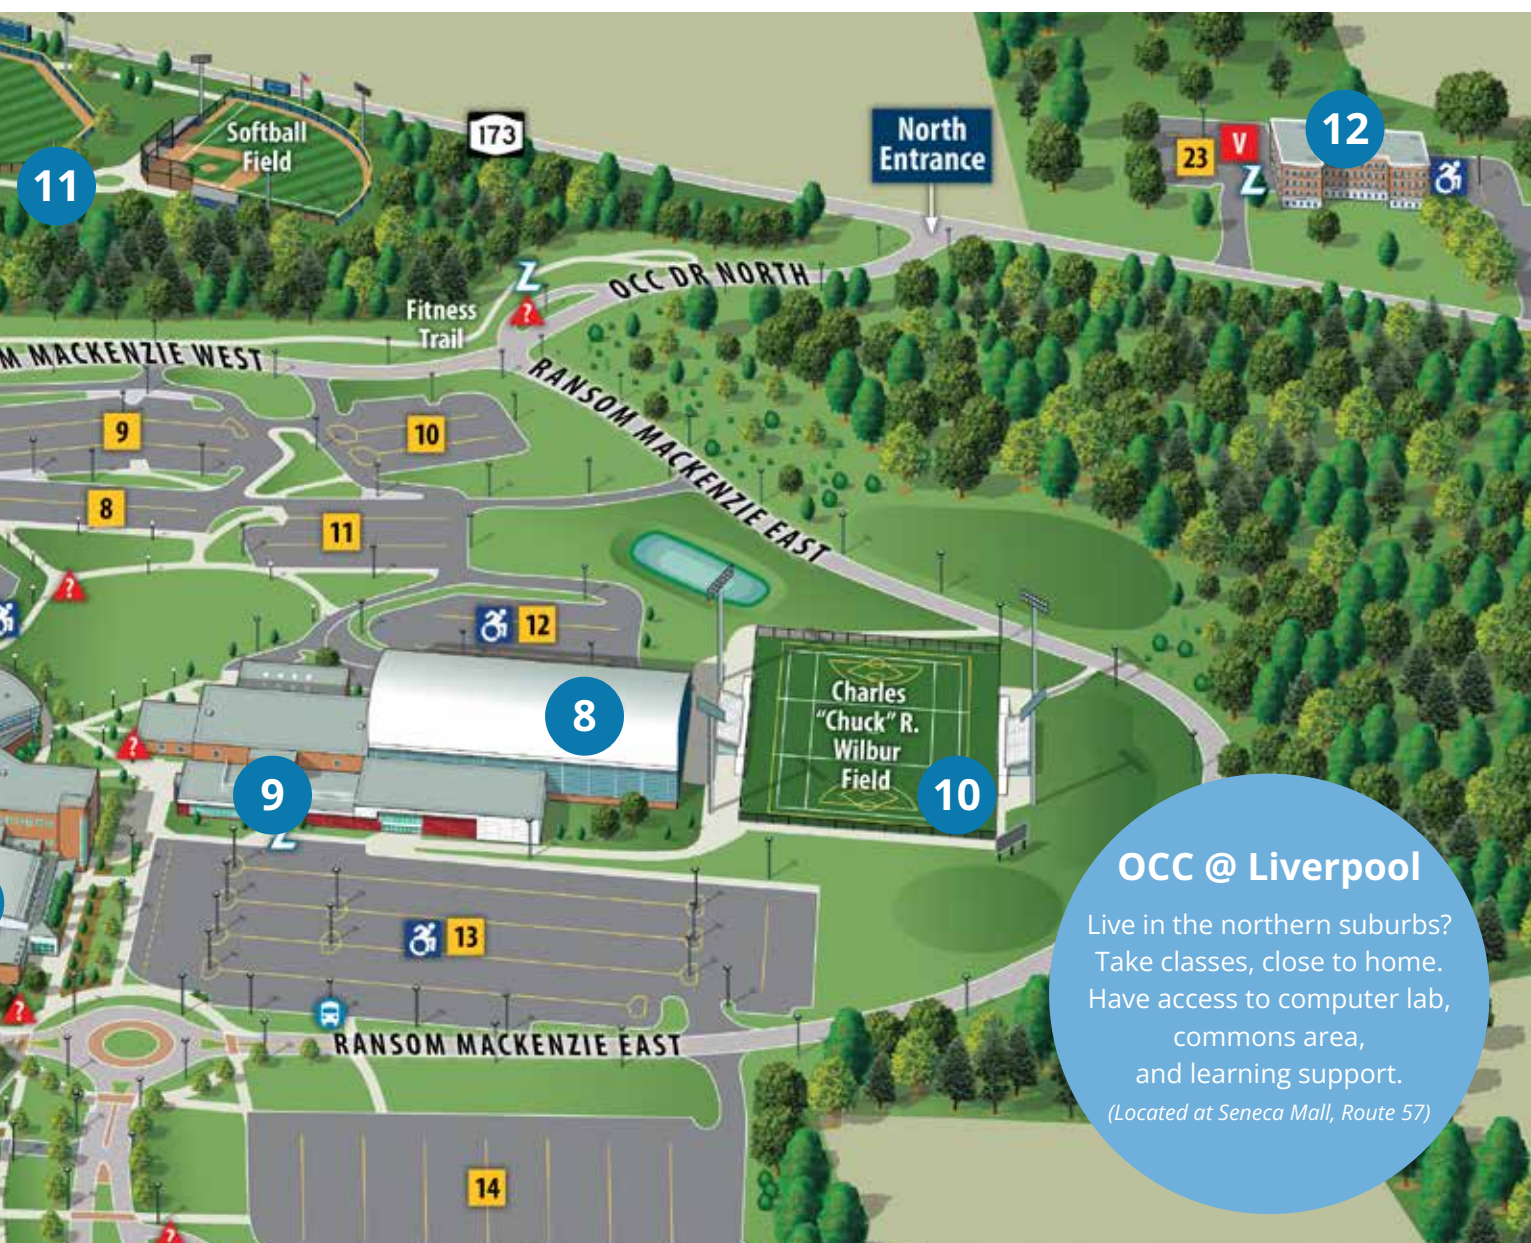 173
North
Entrance
12
23
V
Z
Softball
Field
11
Z
OCC DR NORTH
Fitness
Trail
?
M MACKENZIE WEST
RANSOM MACKENZIE EAST
9
10
8
11
?
12
8
Charles
"Chuck" R.
Wilbur
Field
10
?
9
Z
13
?
RANSOM MACKENZIE EAST
14
?
OCC @ Liverpool
Live in the northern suburbs?
Take classes, close to home.
Have access to computer lab,
commons area,
and learning support.
(Located at Seneca Mall, Route 57)